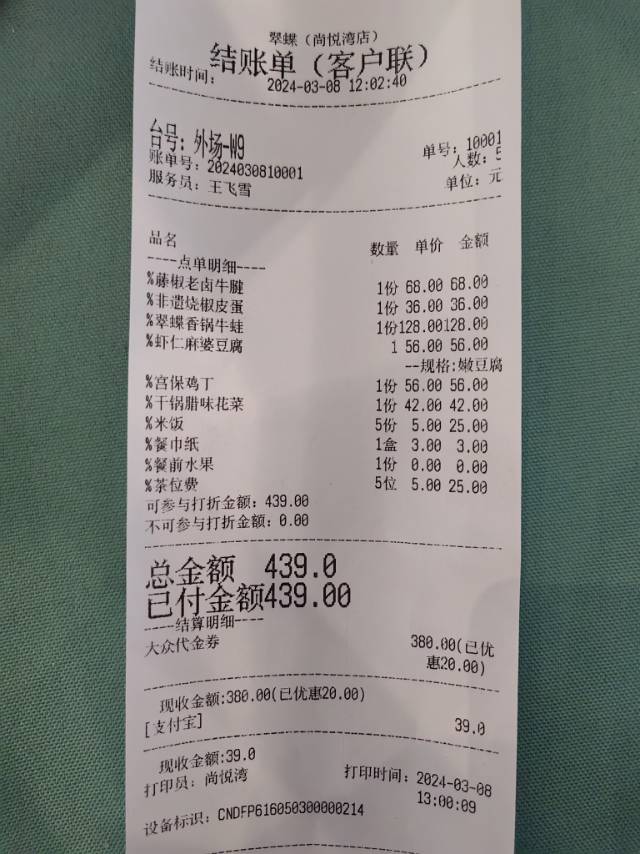 翠蝶（尚悦湾店）
结账单（客户联）
结账时间： 2024-03-08 12:02:40
台号：外场-W9 单号：10001
账单号：2024030810001 人数：5
服务员：王飞雪 单位：元
品名 数量 单价 金额
----点单明细----
%藤椒老卤牛腱 1份 68.00 68.00
%非遗烧椒皮蛋 1份 36.00 36.00
%翠蝶香锅牛蛙 1份128.00128.00
%虾仁麻婆豆腐 1 56.00 56.00
--规格:嫩豆腐
%宫保鸡丁 1份 56.00 56.00
%干锅腊味花菜 1份 42.00 42.00
%米饭 5份 5.00 25.00
%餐巾纸 1盒 3.00 3.00
%餐前水果 1份 0.00 0.00
%茶位费 5位 5.00 25.00
可参与打折金额：439.00
不可参与打折金额：0.00
总金额 439.0
已付金额439.00
----结算明细----
大众代金券 380.00(已优
惠20.00)
现收金额:380.00(已优惠20.00)
[支付宝] 39.0
现收金额:39.0
打印员：尚悦湾 打印时间：2024-03-08
13:00:09
设备标识：CNDFP616050300000214